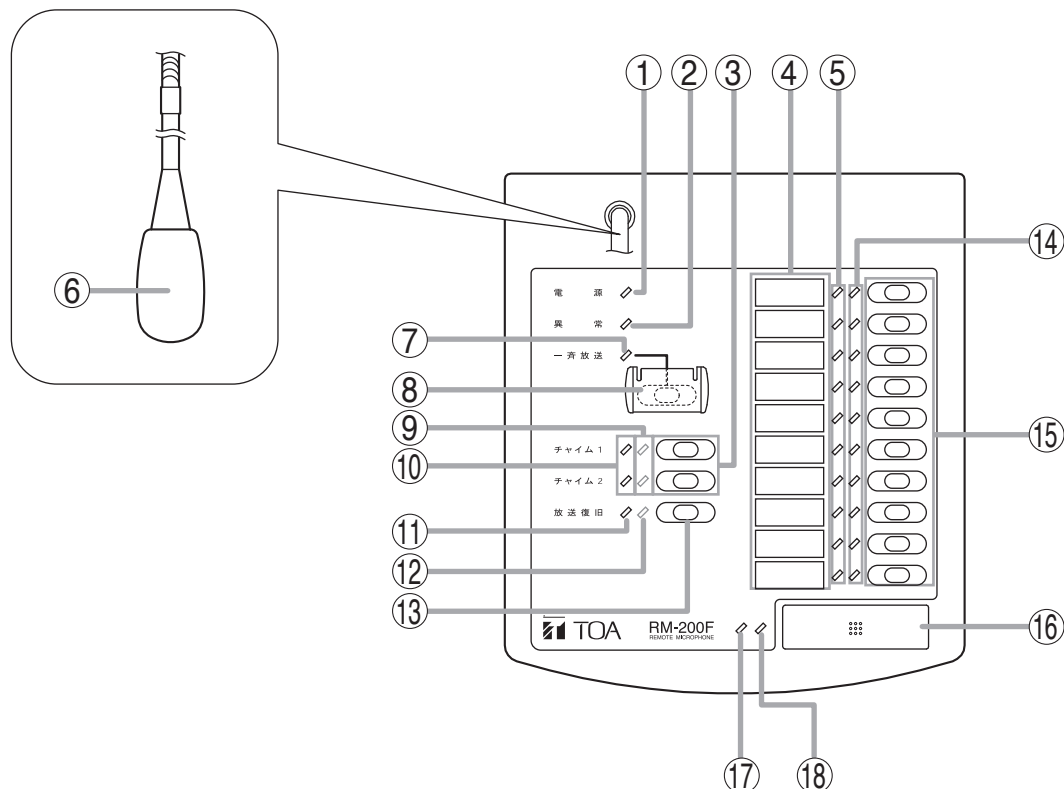 ① ② ③ ④ ⑤
⑥
⑦
⑧
⑨
⑩
⑪
⑫
⑬
⑭
⑮
⑯
⑰ ⑱
電 源
異 常
一斉放送
チャイム 1
チャイム 2
放送復旧
TOA
RM-200F
REMOTE MICROPHONE